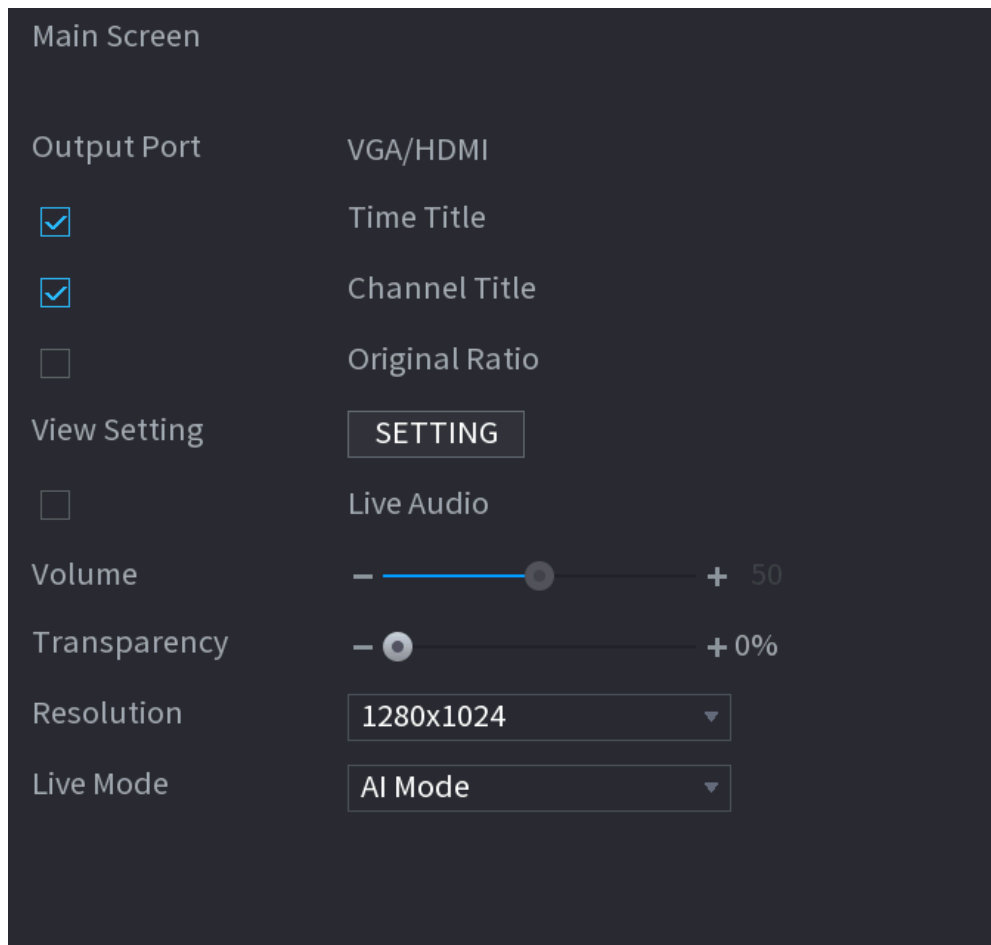 Main Screen
Output Port VGA/HDMI
Time Title
Channel Title
Original Ratio
View Setting SETTING
Live Audio
Volume 50
Transparency 0%
Resolution 1280x1024
Live Mode AI Mode